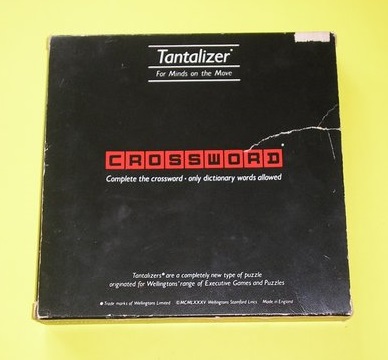 Tantalizer®
For Minds on the Move
CROSSWORD®
Complete the crossword · only dictionary words allowed
Tantalizers® are a completely new type of puzzle
originated for Wellingtons' range of Executive Games and Puzzles
® Trade marks of Wellingtons Limited ©MCMLXXXV Wellingtons Stamford Lincs Made in England